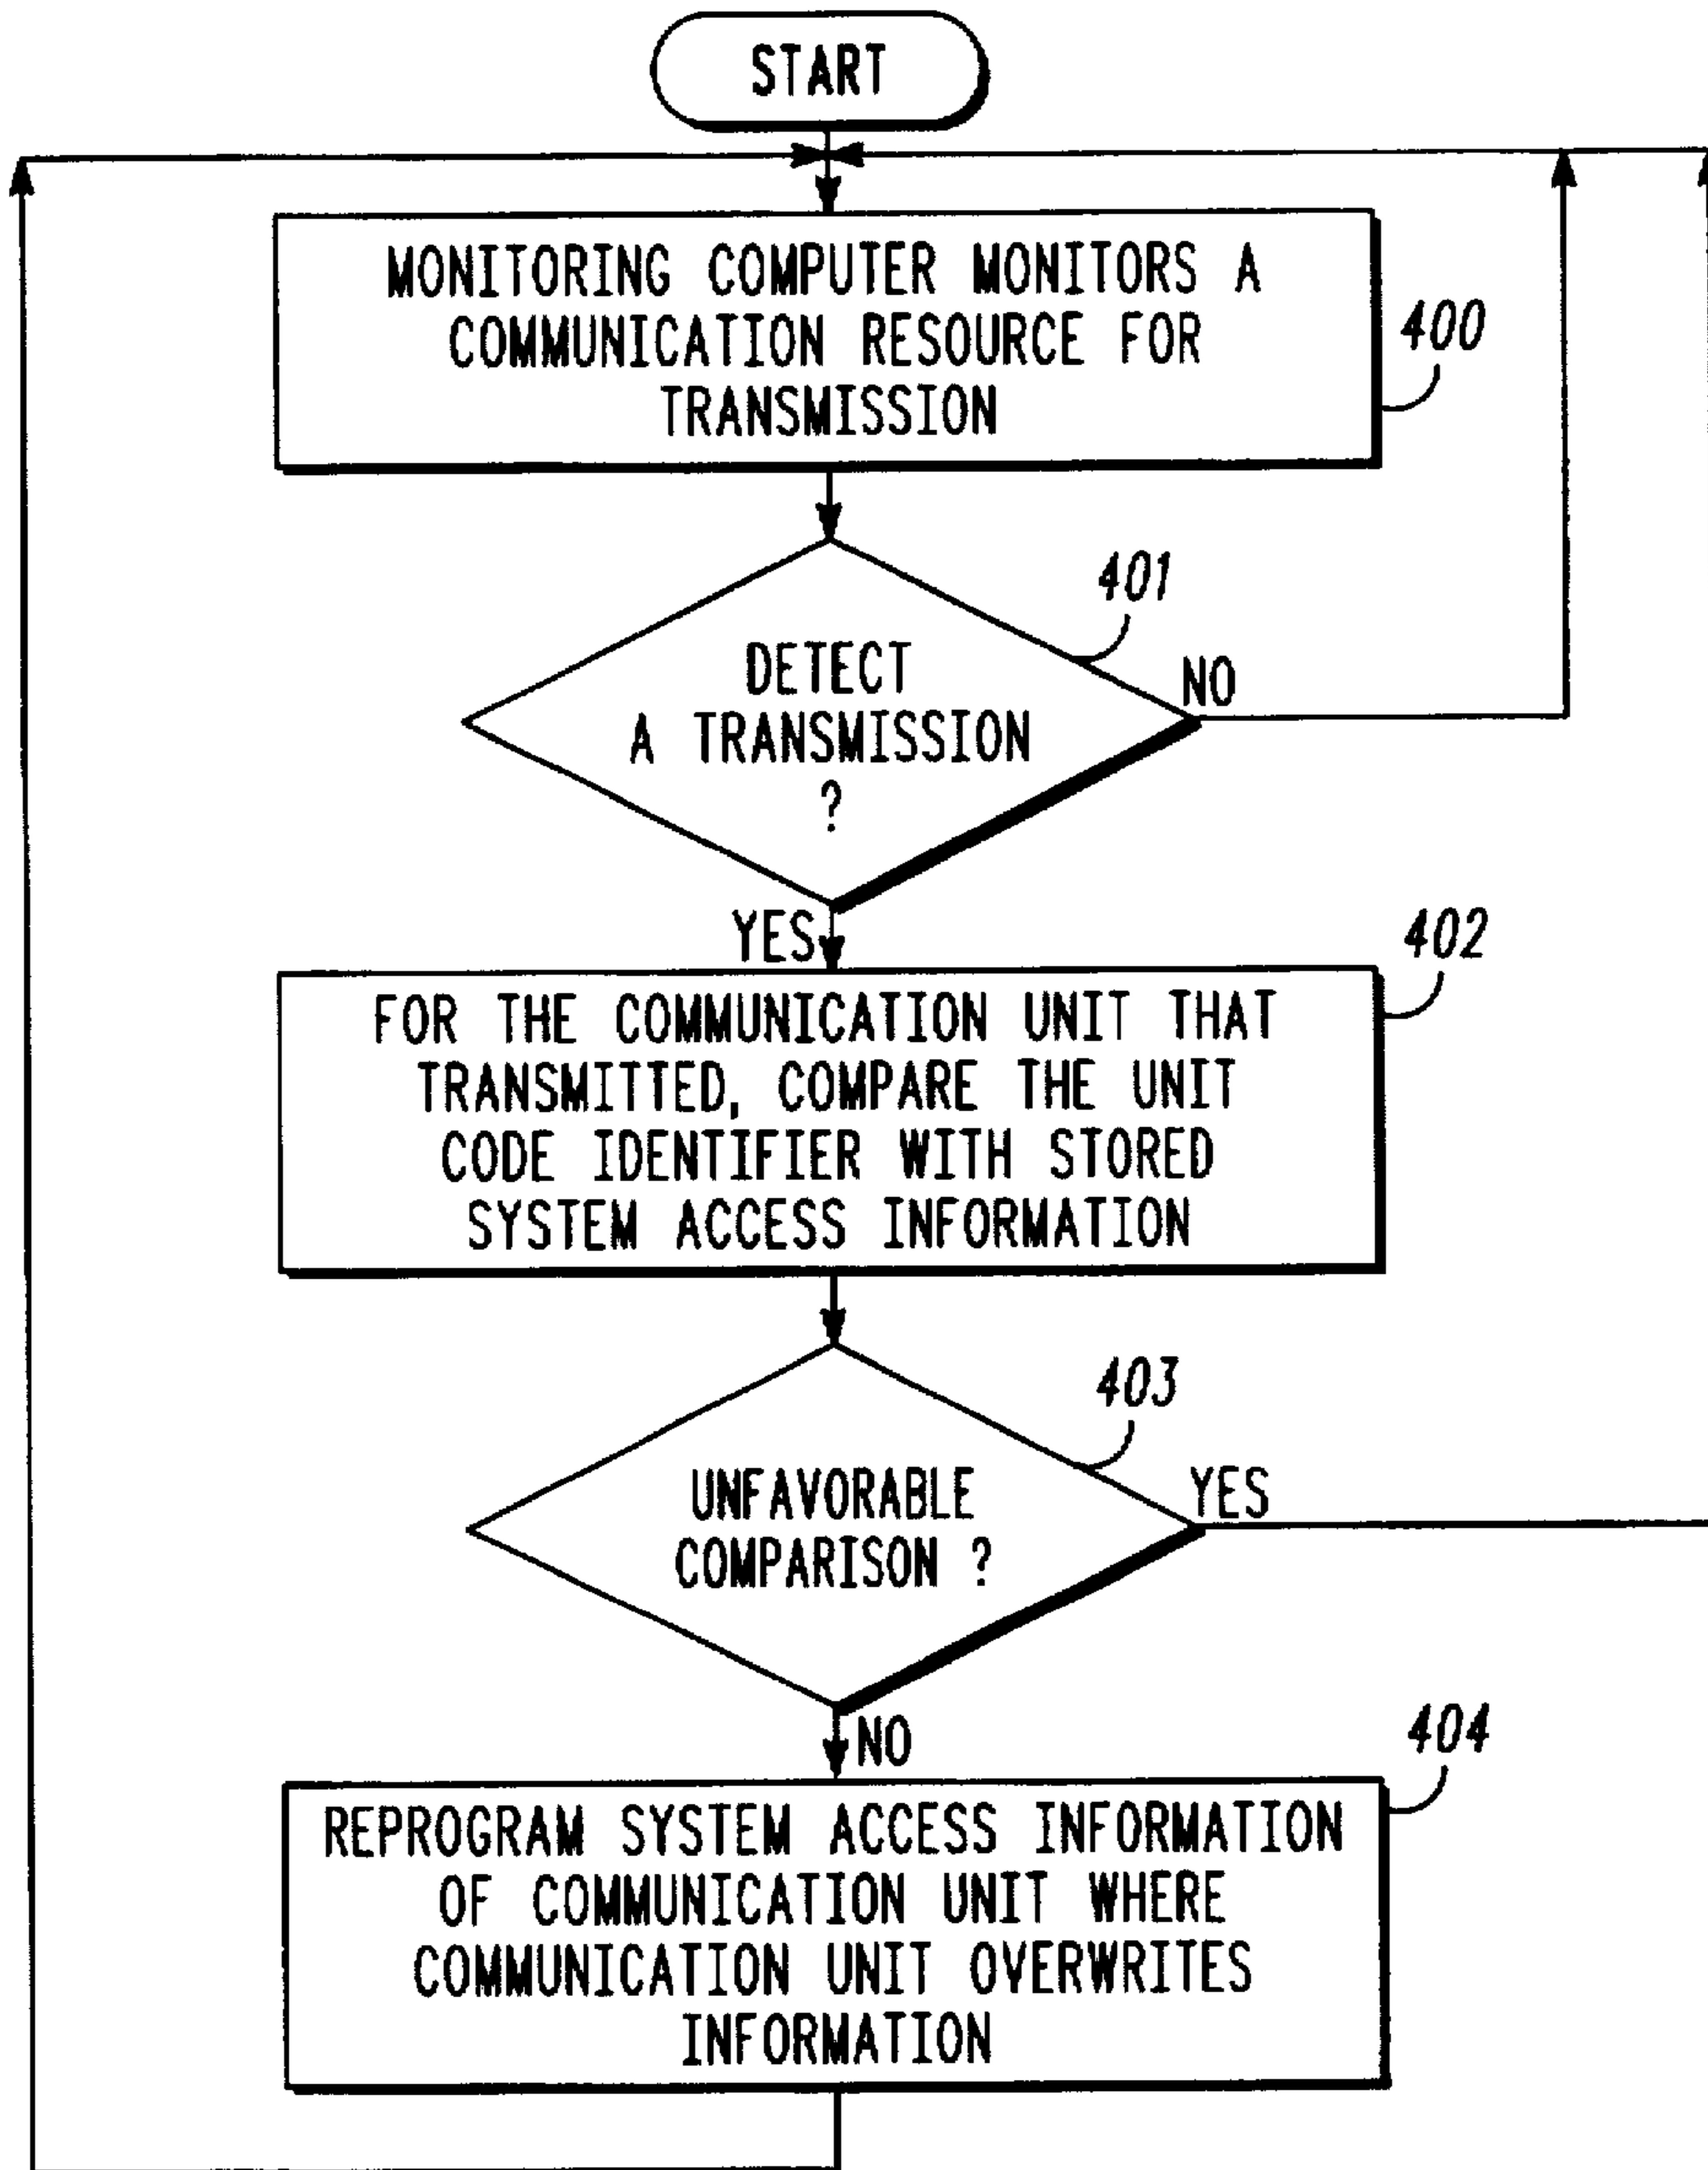 START
MONITORING COMPUTER MONITORS A
COMMUNICATION RESOURCE FOR
TRANSMISSION
400
401
DETECT
A TRANSMISSION
?
NO
YES
402
FOR THE COMMUNICATION UNIT THAT
TRANSMITTED, COMPARE THE UNIT
CODE IDENTIFIER WITH STORED
SYSTEM ACCESS INFORMATION
403
UNFAVORABLE
COMPARISON ?
YES
NO
404
REPROGRAM SYSTEM ACCESS INFORMATION
OF COMMUNICATION UNIT WHERE
COMMUNICATION UNIT OVERWRITES
INFORMATION